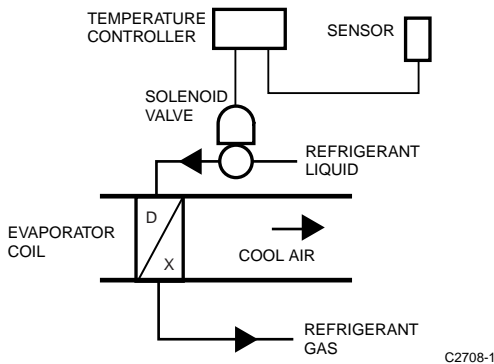 TEMPERATURE
CONTROLLER
SENSOR
SOLENOID
VALVE
REFRIGERANT
LIQUID
D
X
EVAPORATOR
COIL
COOL AIR
REFRIGERANT
GAS
C2708-1